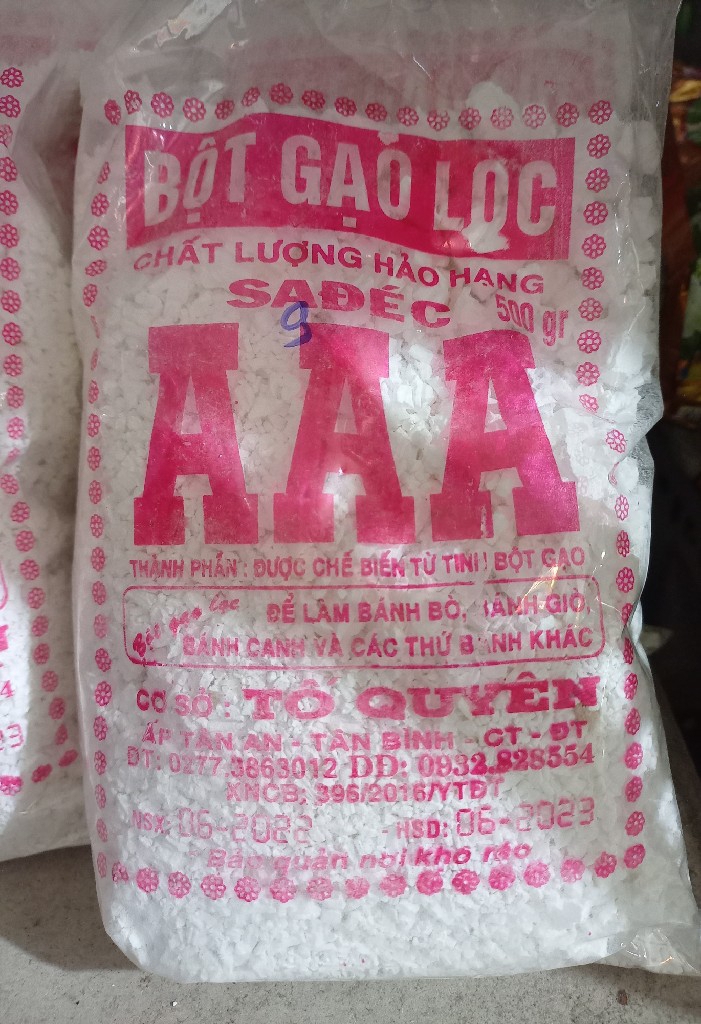 BỘT GẠO LỌC
CHẤT LƯỢNG HẢO HẠNG
SAĐÉC
500 gr
9
AAA
THÀNH PHẦN: ĐƯỢC CHẾ BIẾN TỪ TINH BỘT GẠO
Bột gạo lọc ĐỂ LÀM BÁNH BÒ, BÁNH GIÒ,
BÁNH CANH VÀ CÁC THỨ BÁNH KHÁC
CƠ SỞ: TỐ QUYÊN
ẤP TÂN AN - TÂN BÌNH - CT - ĐT
ĐT: 0277.3863012 DĐ: 0932.828554
KNCB: 396/2016/YTĐT
NSX: 06-2022 - HSD: 06-2023
Bảo quản nơi khô ráo